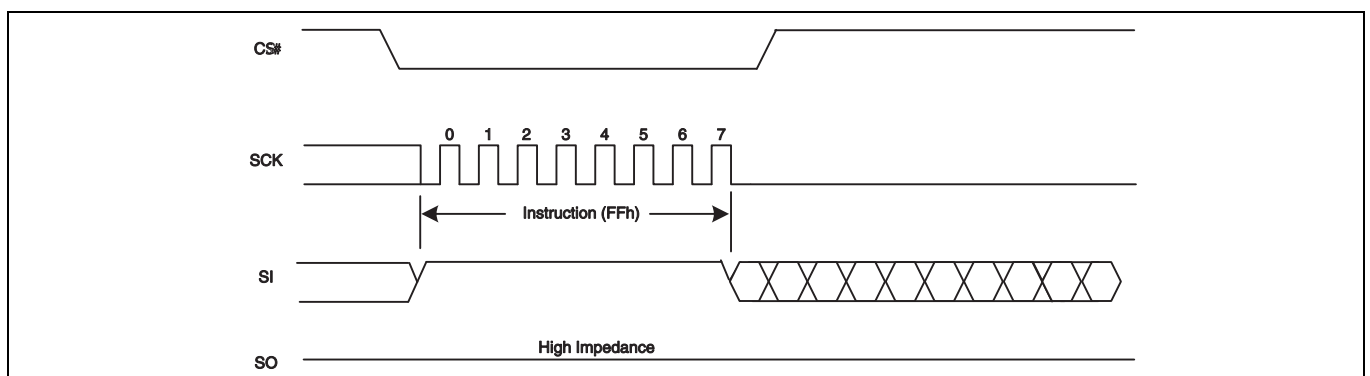 CS#
0 1 2 3 4 5 6 7
SCK
Instruction (FFh)
SI
High Impedance
SO